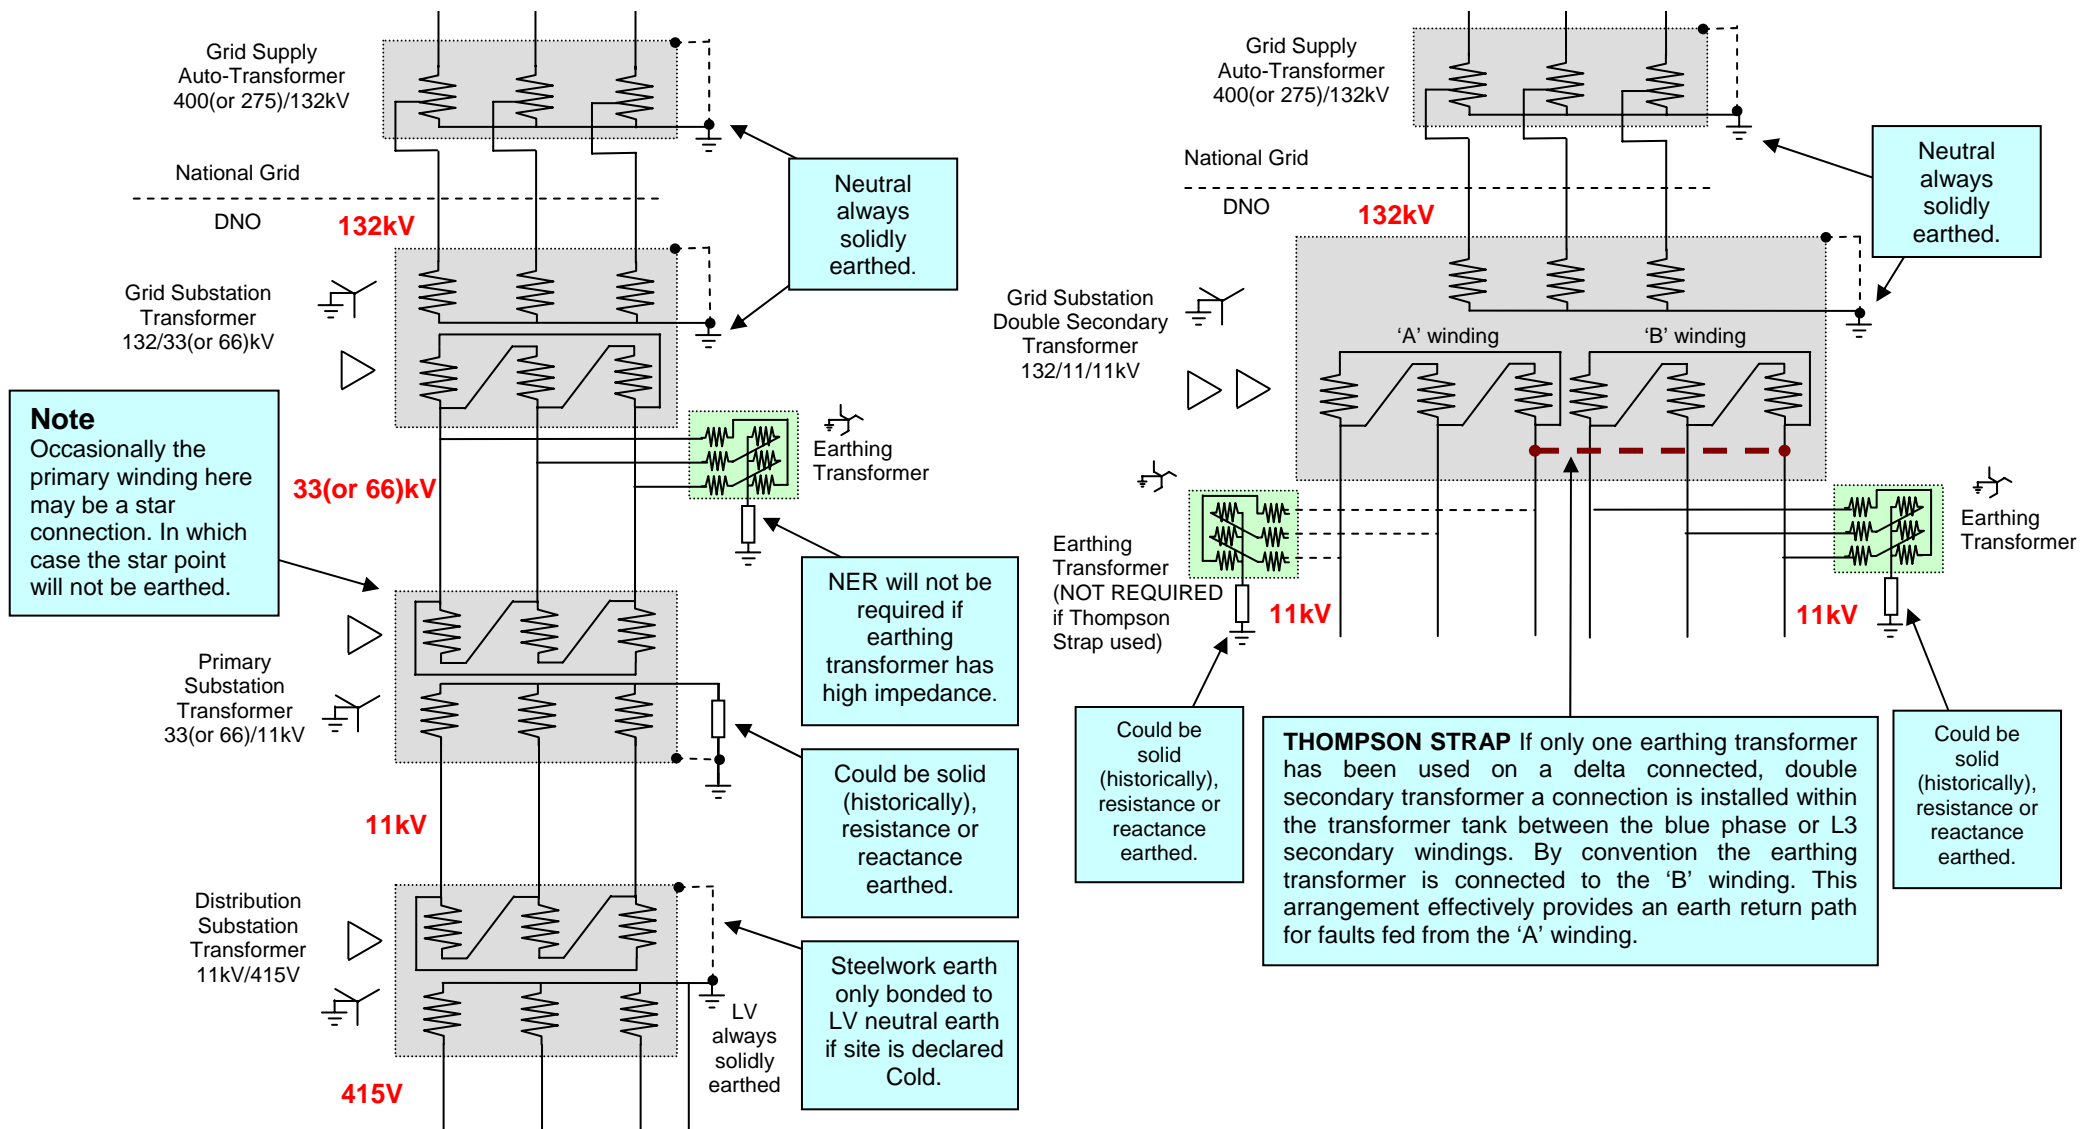 Grid Supply
Auto-Transformer
400(or 275)/132kV
National Grid
DNO
132kV
Neutral
always
solidly
earthed.
Grid Substation
Transformer
132/33(or 66)kV
Note
Occasionally the
primary winding here
may be a star
connection. In which
case the star point
will not be earthed.
33(or 66)kV
Earthing
Transformer
NER will not be
required if
earthing
transformer has
high impedance.
Primary
Substation
Transformer
33(or 66)/11kV
Could be solid
(historically),
resistance or
reactance
earthed.
11kV
Distribution
Substation
Transformer
11kV/415V
Steelwork earth
only bonded to
LV neutral earth
if site is declared
Cold.
LV
always
solidly
earthed
415V
Grid Supply
Auto-Transformer
400(or 275)/132kV
National Grid
DNO
132kV
Neutral
always
solidly
earthed.
Grid Substation
Double Secondary
Transformer
132/11/11kV
‘A’ winding
‘B’ winding
Earthing
Transformer
(NOT REQUIRED
if Thompson
Strap used)
11kV
11kV
Earthing
Transformer
Could be
solid
(historically),
resistance or
reactance
earthed.
THOMPSON STRAP If only one earthing transformer
has been used on a delta connected, double
secondary transformer a connection is installed within
the transformer tank between the blue phase or L3
secondary windings. By convention the earthing
transformer is connected to the ‘B’ winding. This
arrangement effectively provides an earth return path
for faults fed from the ‘A’ winding.
Could be
solid
(historically),
resistance or
reactance
earthed.